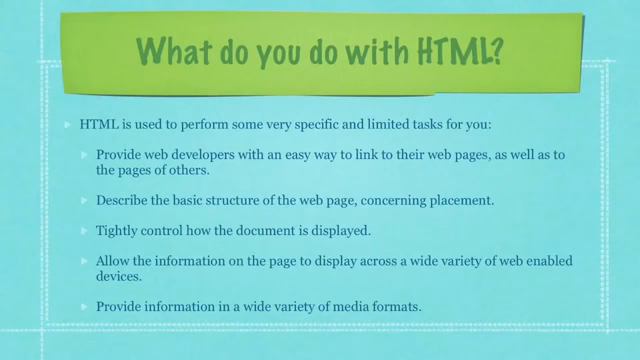 What do you do with HTML?
HTML is used to perform some very specific and limited tasks for you:
Provide web developers with an easy way to link to their web pages, as well as to
the pages of others.
Describe the basic structure of the web page, concerning placement.
Tightly control how the document is displayed.
Allow the information on the page to display across a wide variety of web enabled
devices.
Provide information in a wide variety of media formats.